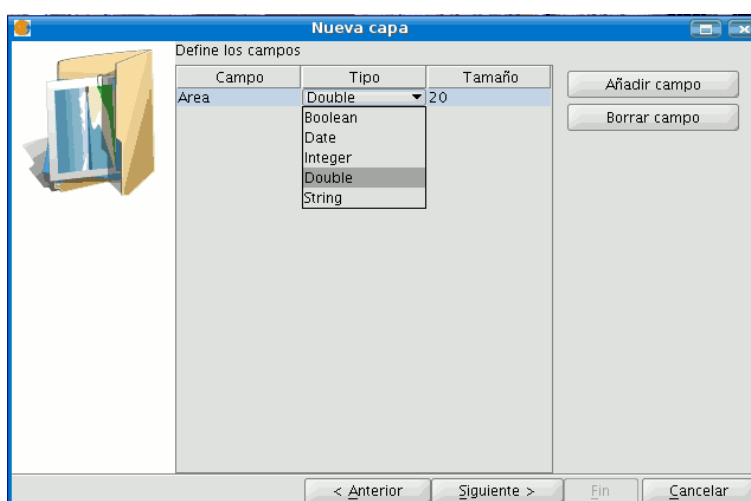 Nueva capa
Define los campos
Campo Tipo Tamaño
Area Double 20
Boolean
Date
Integer
Double
String
Añadir campo
Borrar campo
< Anterior Siguiente > Fin Cancelar